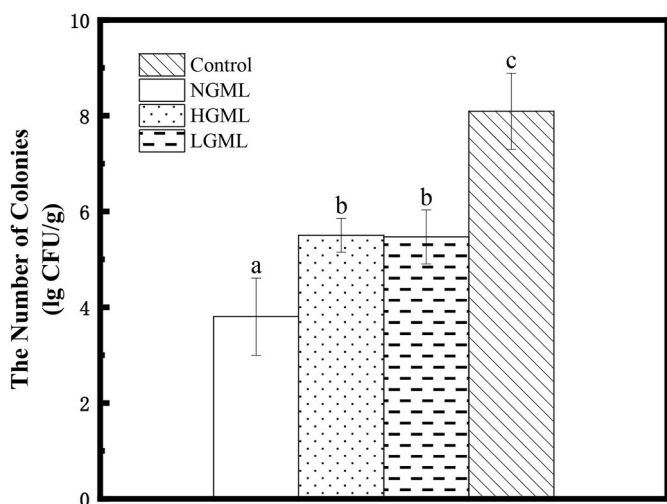 10
8
6
4
2
0
The Number of Colonies
(lg CFU/g)
Control
NGML
HGML
LGML
a
b
b
c